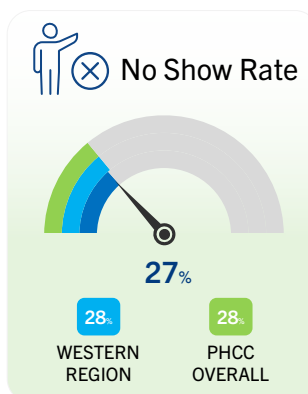 No Show Rate
27%
28%
28%
WESTERN
REGION
PHCC
OVERALL